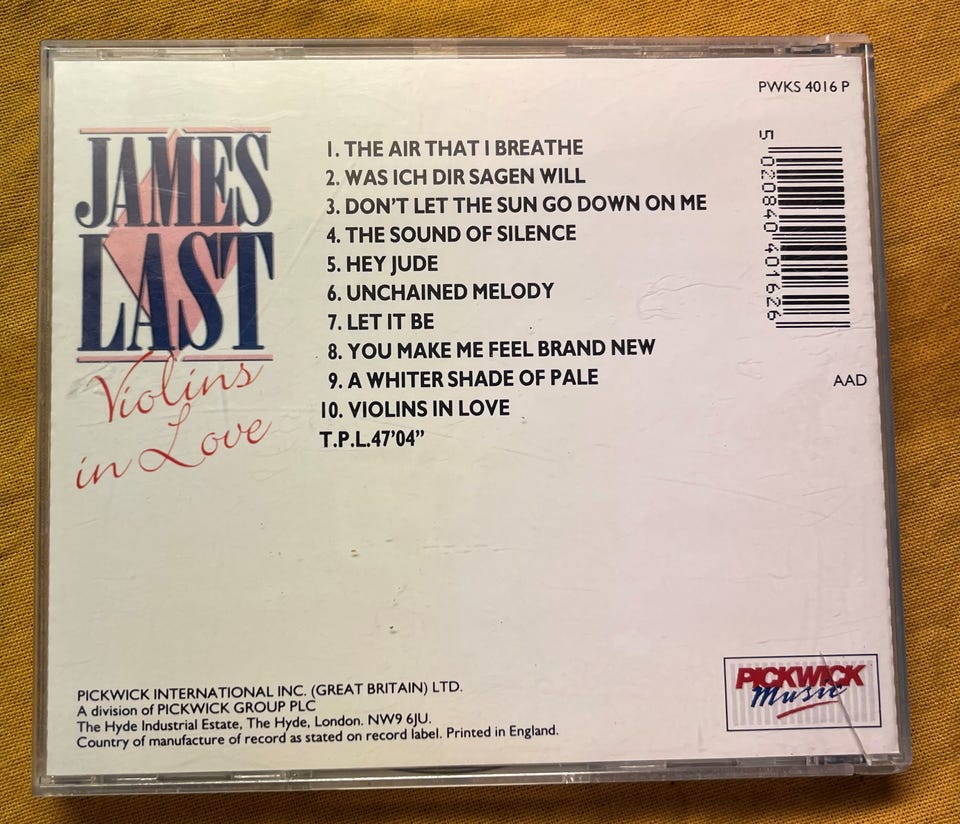 PWKS 4016 P
JAMES
LAST
Violins
in Love
1. THE AIR THAT I BREATHE
2. WAS ICH DIR SAGEN WILL
3. DON'T LET THE SUN GO DOWN ON ME
4. THE SOUND OF SILENCE
5. HEY JUDE
6. UNCHAINED MELODY
7. LET IT BE
8. YOU MAKE ME FEEL BRAND NEW
9. A WHITER SHADE OF PALE
10. VIOLINS IN LOVE
T.P.L.47'04”
5 020840 401626
AAD
PICKWICK INTERNATIONAL INC. (GREAT BRITAIN) LTD.
A division of PICKWICK GROUP PLC
The Hyde Industrial Estate, The Hyde, London. NW9 6JU.
Country of manufacture of record as stated on record label. Printed in England.
PICKWICK
Music